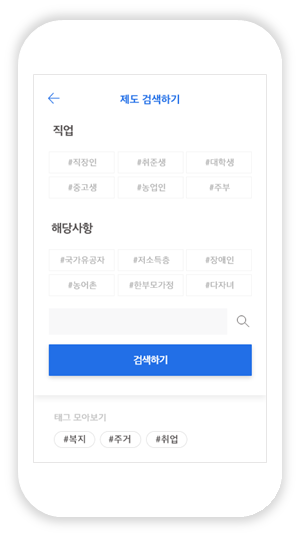 제도 검색하기
직업
#직장인 #취준생 #대학생
#중고생 #농업인 #주부
해당사항
#국가유공자 #저소득층 #장애인
#농어촌 #한부모가정 #다자녀
검색하기
태그 모아보기
#복지 #주거 #취업